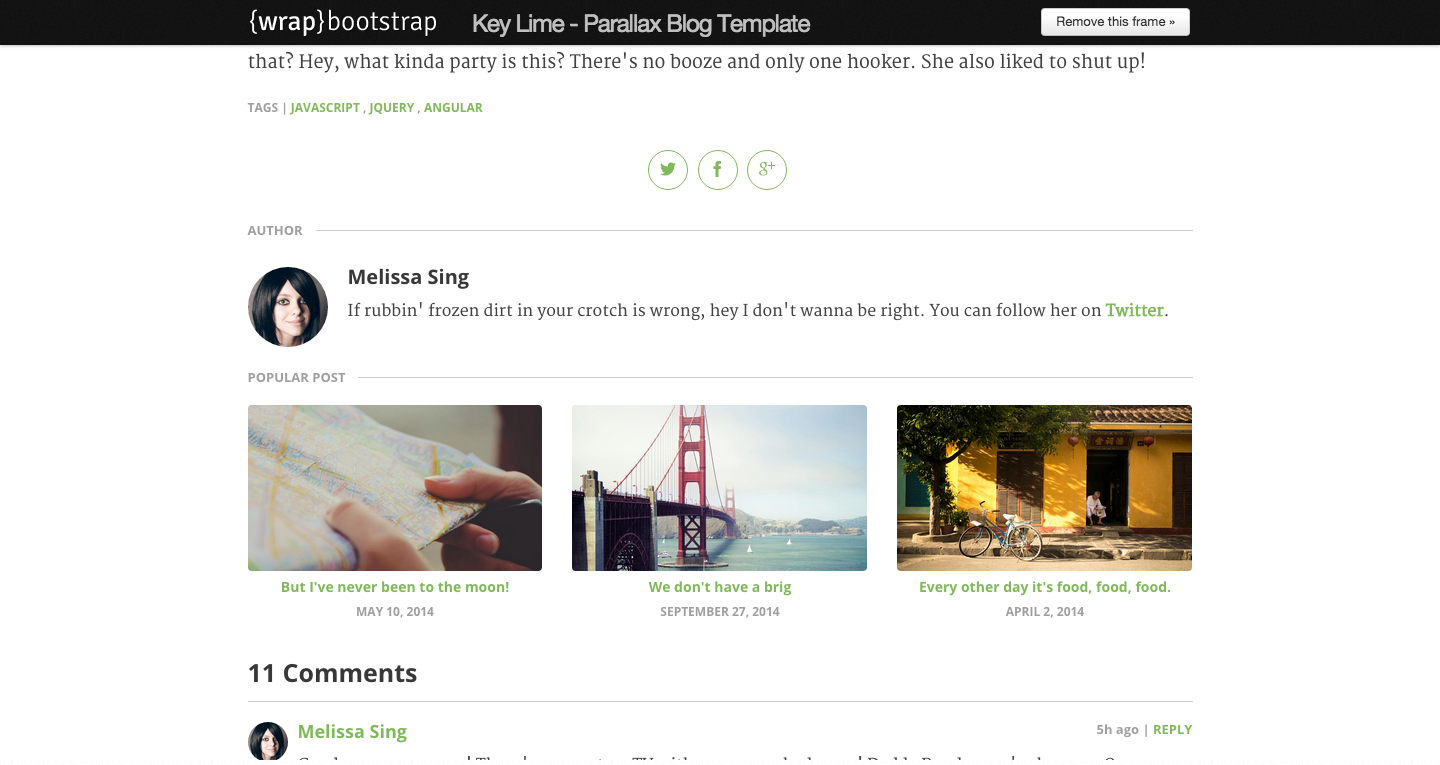 {wrap}bootstrap Key Lime - Parallax Blog Template Remove this frame »
that? Hey, what kinda party is this? There's no booze and only one hooker. She also liked to shut up!
TAGS | JAVASCRIPT , JQUERY , ANGULAR
g+
AUTHOR
Melissa Sing
If rubbin' frozen dirt in your crotch is wrong, hey I don't wanna be right. You can follow her on Twitter.
POPULAR POST
But I've never been to the moon! We don't have a brig Every other day it's food, food, food.
MAY 10, 2014 SEPTEMBER 27, 2014 APRIL 2, 2014
11 Comments
Melissa Sing 5h ago | REPLY